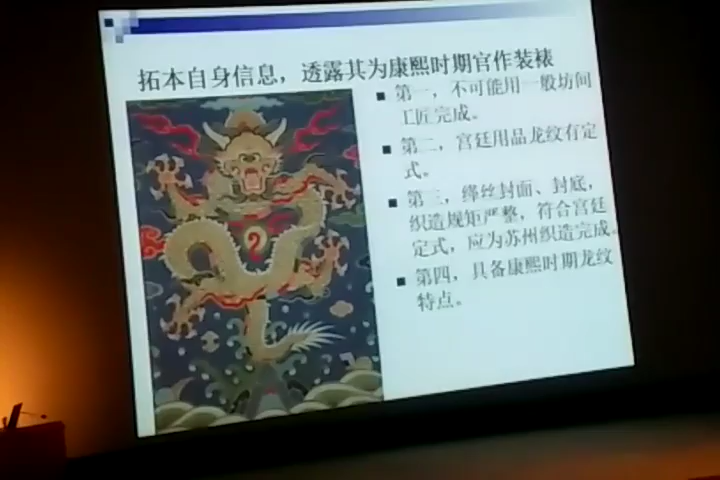 拓本自身信息，透露其为康熙时期官作装裱
第一，不可能用一般坊间
工匠完成。
第二，宫廷用品龙纹有定
式。
第三，缂丝封面、封底，
织造规矩严整，符合宫廷
定式，应为苏州织造完成。
第四，具备康熙时期龙纹
特点。